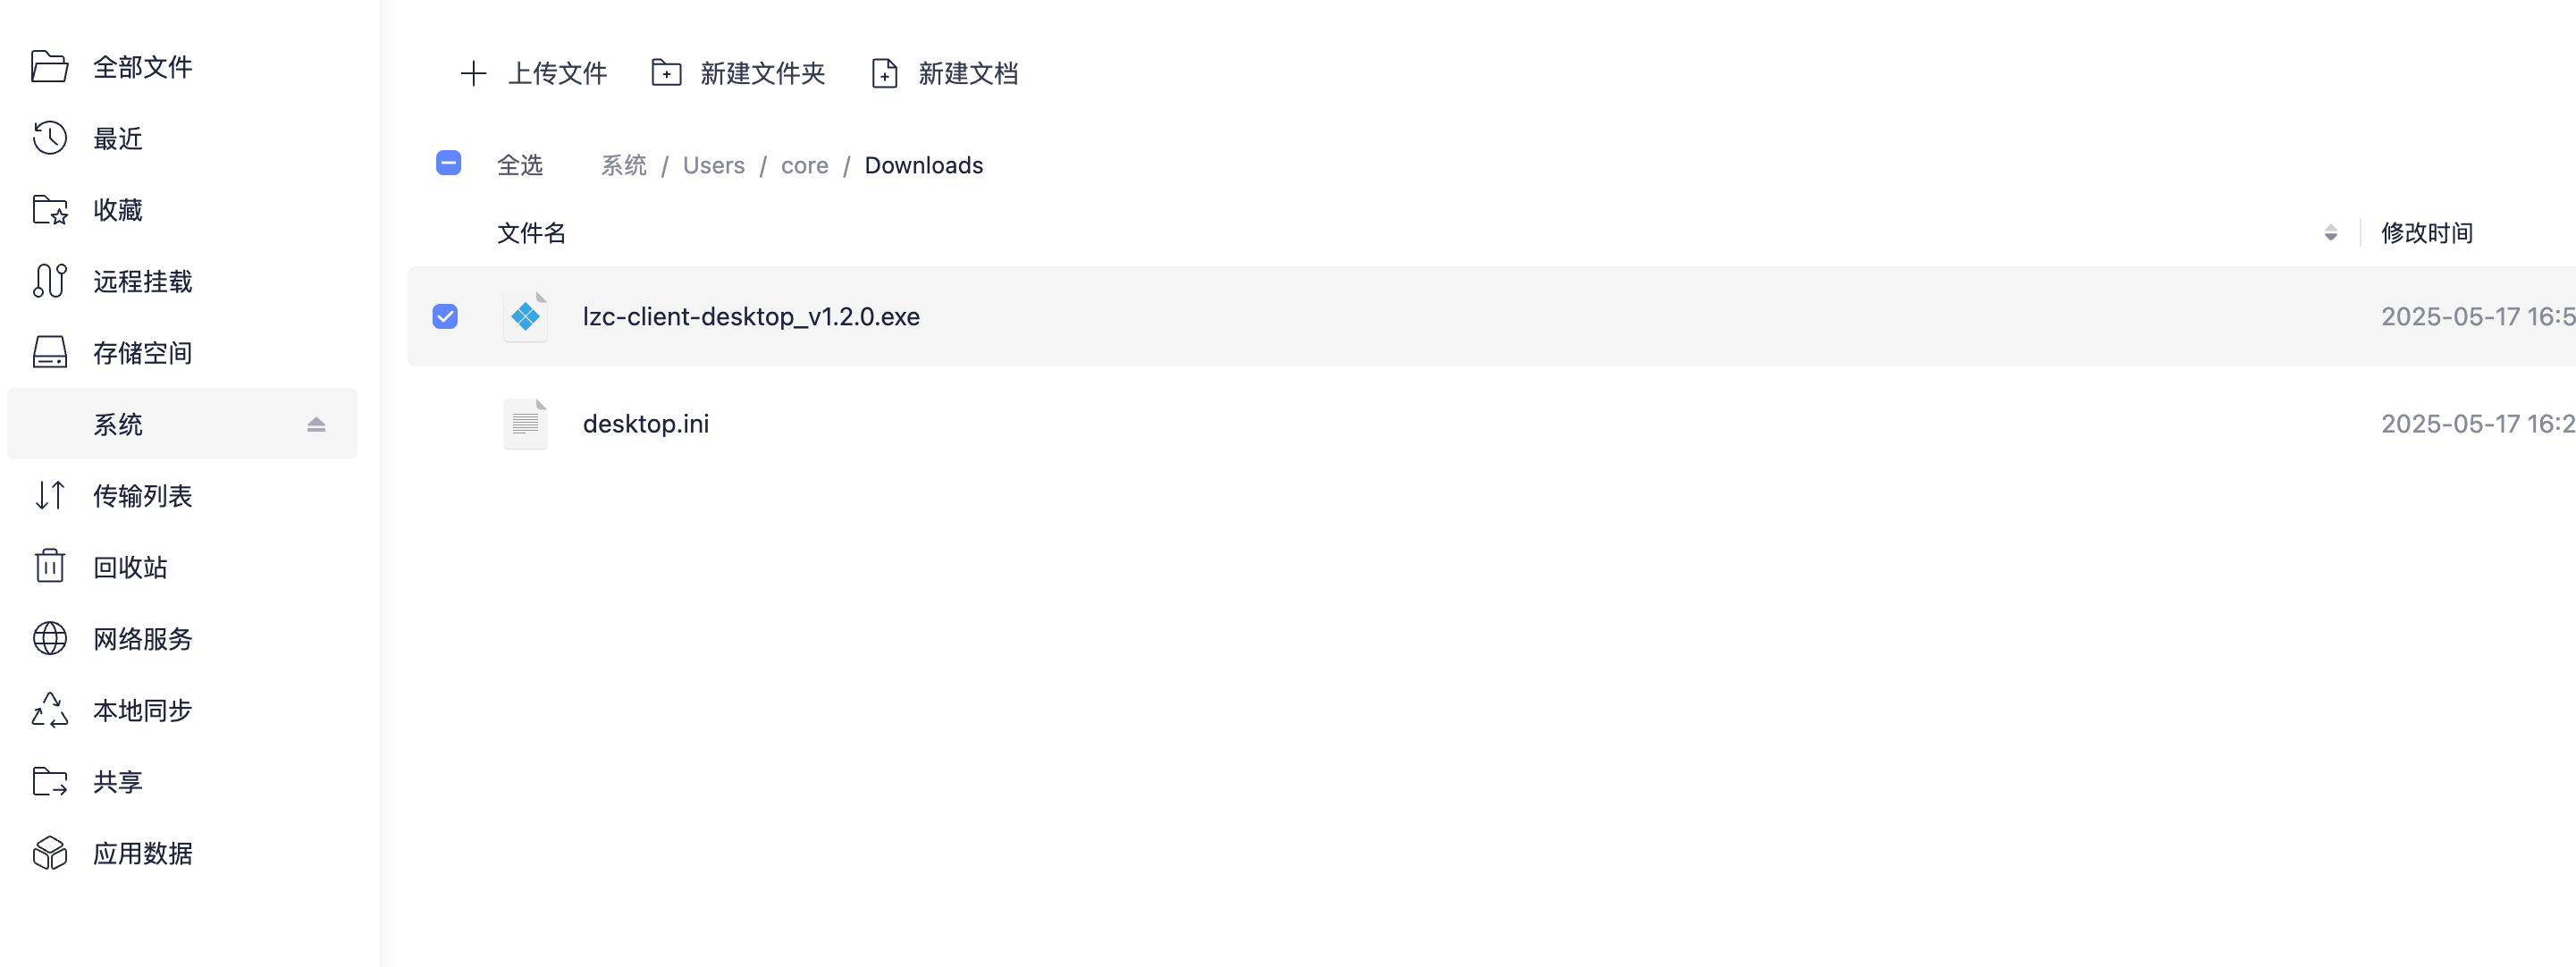 全部文件
最近
收藏
远程挂载
存储空间
系统
传输列表
回收站
网络服务
本地同步
共享
应用数据
上传文件 新建文件夹 新建文档
全选 系统 / Users / core / Downloads
文件名 修改时间
lzc-client-desktop_v1.2.0.exe 2025-05-17 16:5
desktop.ini 2025-05-17 16:2